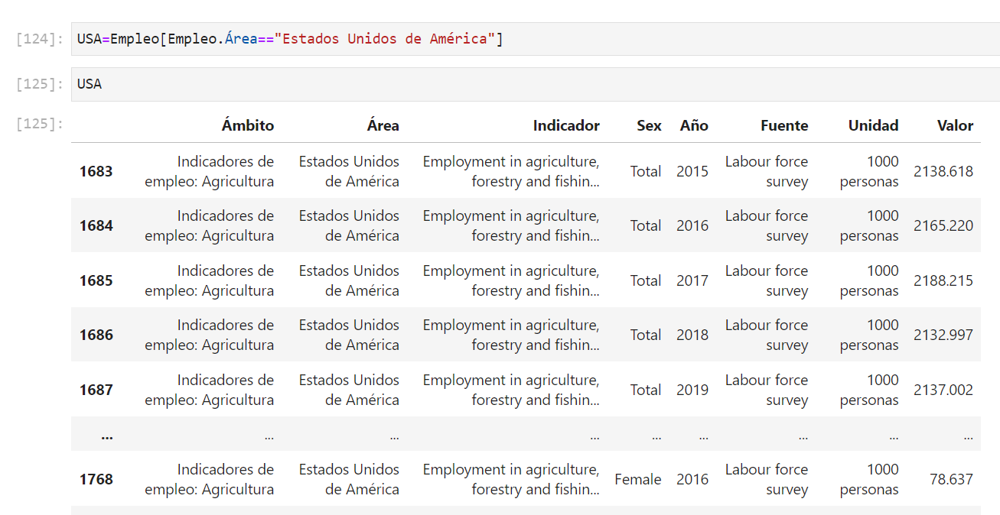 [124]: USA=Empleo[Empleo.Área=="Estados Unidos de América"]
[125]: USA
[125]: Ámbito Área Indicador Sex Año Fuente Unidad Valor
1683 Indicadores de empleo: Agricultura Estados Unidos de América Employment in agriculture, forestry and fishin... Total 2015 Labour force survey 1000 personas 2138.618
1684 Indicadores de empleo: Agricultura Estados Unidos de América Employment in agriculture, forestry and fishin... Total 2016 Labour force survey 1000 personas 2165.220
1685 Indicadores de empleo: Agricultura Estados Unidos de América Employment in agriculture, forestry and fishin... Total 2017 Labour force survey 1000 personas 2188.215
1686 Indicadores de empleo: Agricultura Estados Unidos de América Employment in agriculture, forestry and fishin... Total 2018 Labour force survey 1000 personas 2132.997
1687 Indicadores de empleo: Agricultura Estados Unidos de América Employment in agriculture, forestry and fishin... Total 2019 Labour force survey 1000 personas 2137.002
... ... ... ... ... ... ... ... ...
1768 Indicadores de empleo: Agricultura Estados Unidos de América Employment in agriculture, forestry and fishin... Female 2016 Labour force survey 1000 personas 78.637